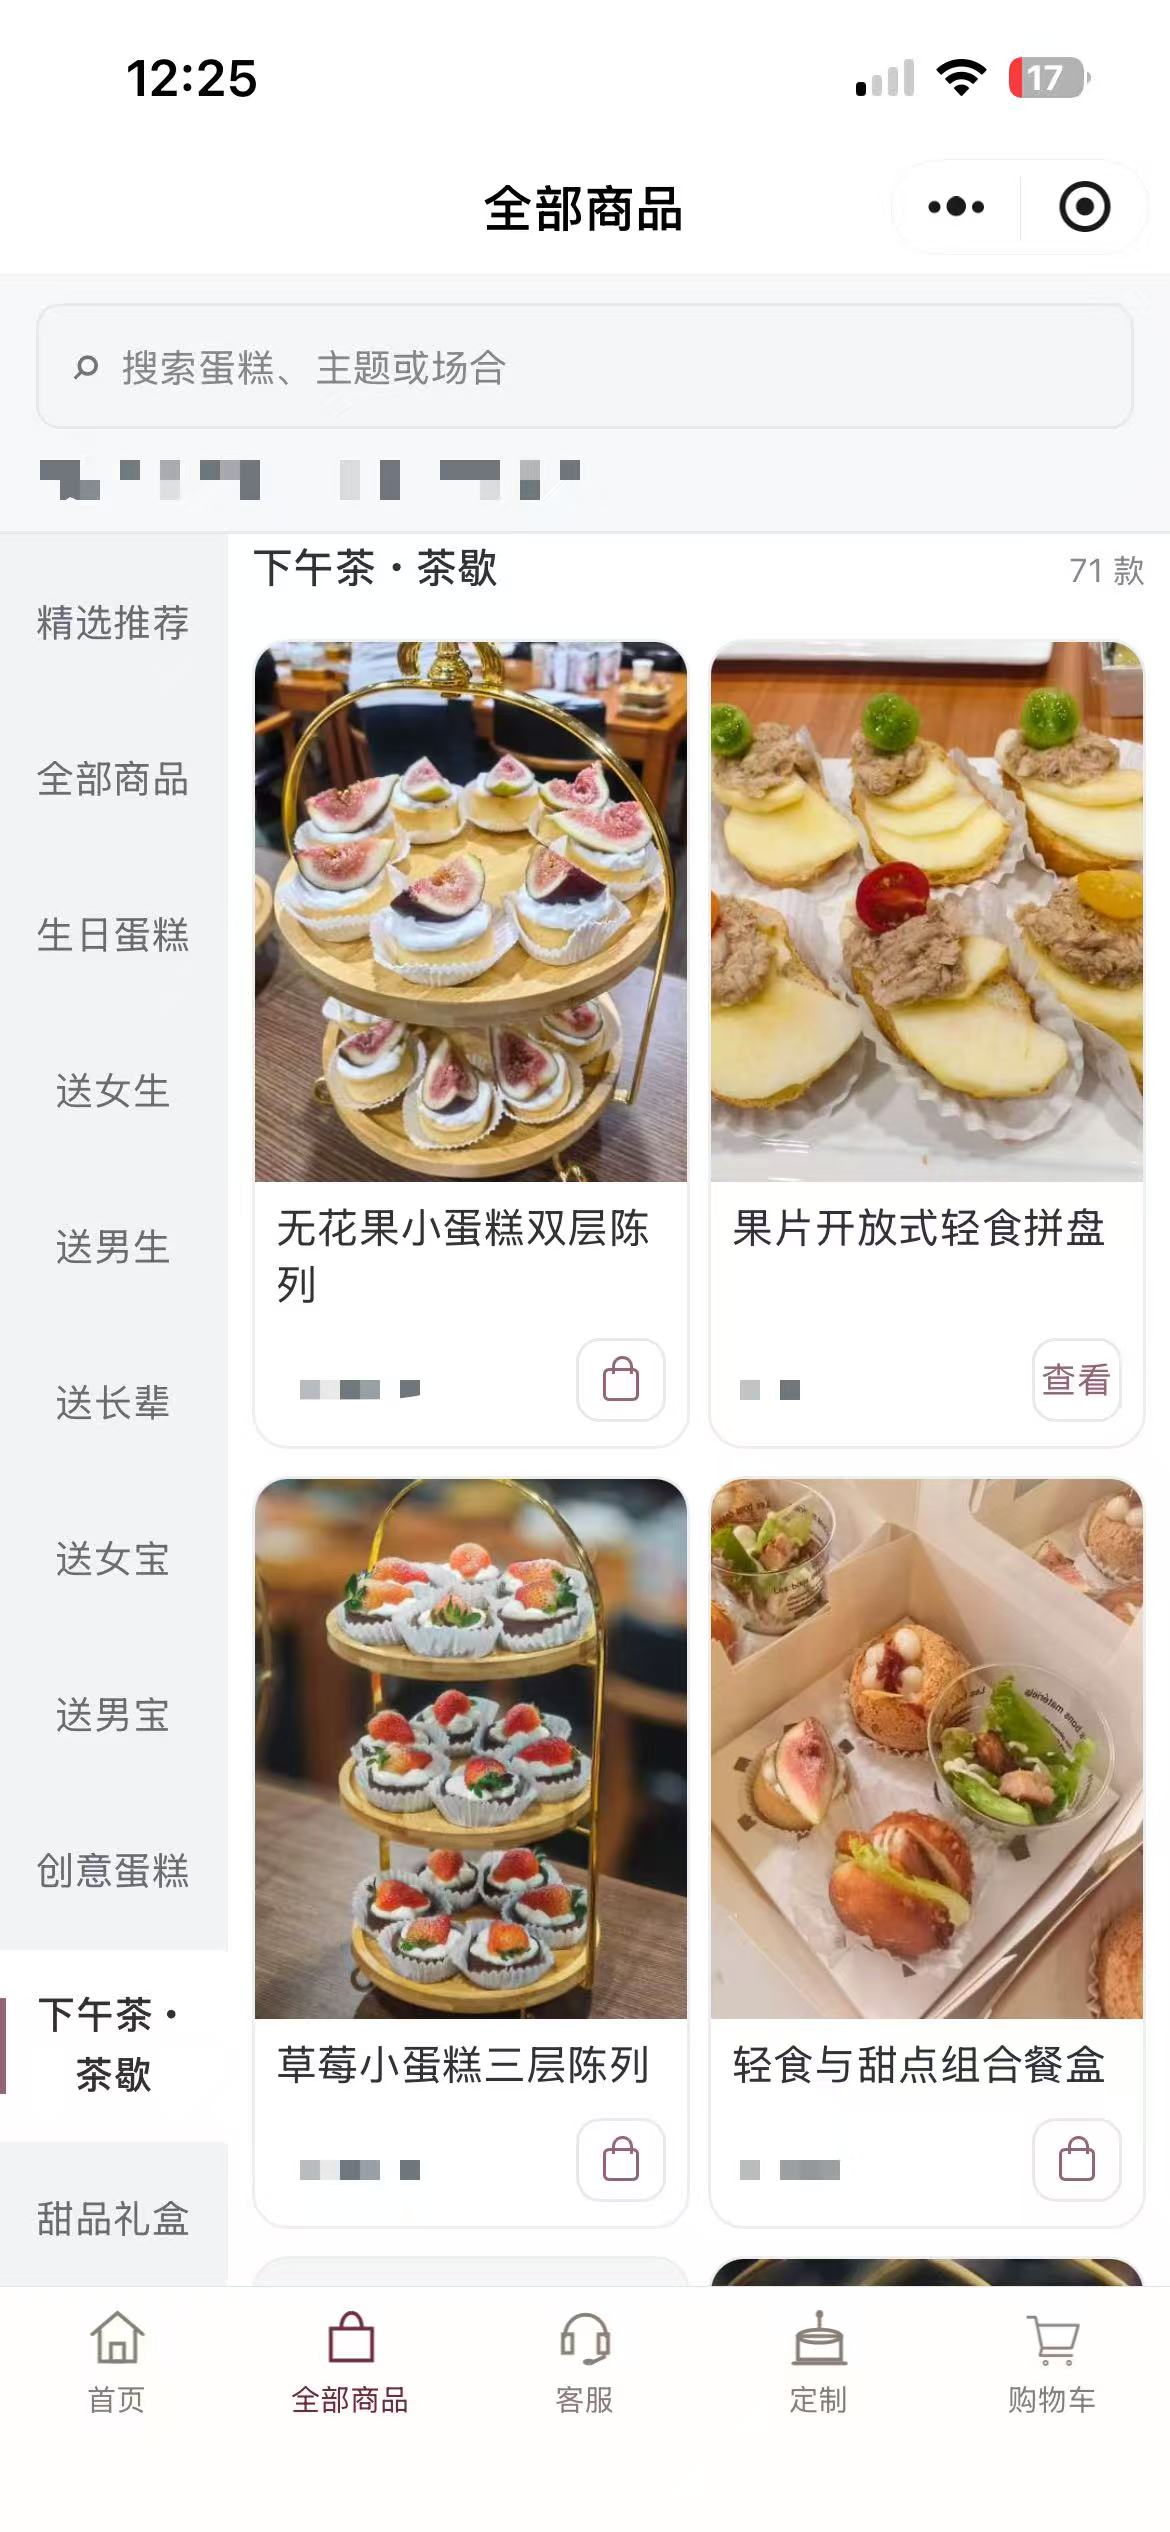 12:25
17
全部商品
搜索蛋糕、主题或场合
下午茶·茶歇
71 款
精选推荐
全部商品
生日蛋糕
送女生
送男生
送长辈
送女宝
送男宝
创意蛋糕
下午茶·
茶歇
甜品礼盒
无花果小蛋糕双层陈
列
果片开放式轻食拼盘
查看
草莓小蛋糕三层陈列
轻食与甜点组合餐盒
首页
全部商品
客服
定制
购物车